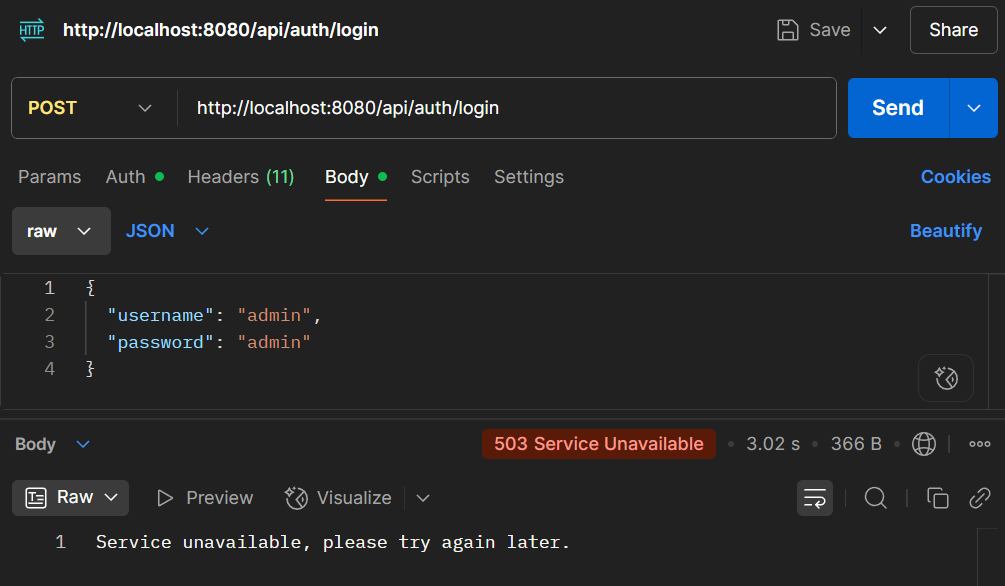 HTTP http://localhost:8080/api/auth/login Save Share
POST http://localhost:8080/api/auth/login Send
Params Auth Headers (11) Body Scripts Settings Cookies
raw JSON Beautify
1 {
2 "username": "admin",
3 "password": "admin"
4 }
Body 503 Service Unavailable • 3.02 s • 366 B •
Raw Preview Visualize
1 Service unavailable, please try again later.